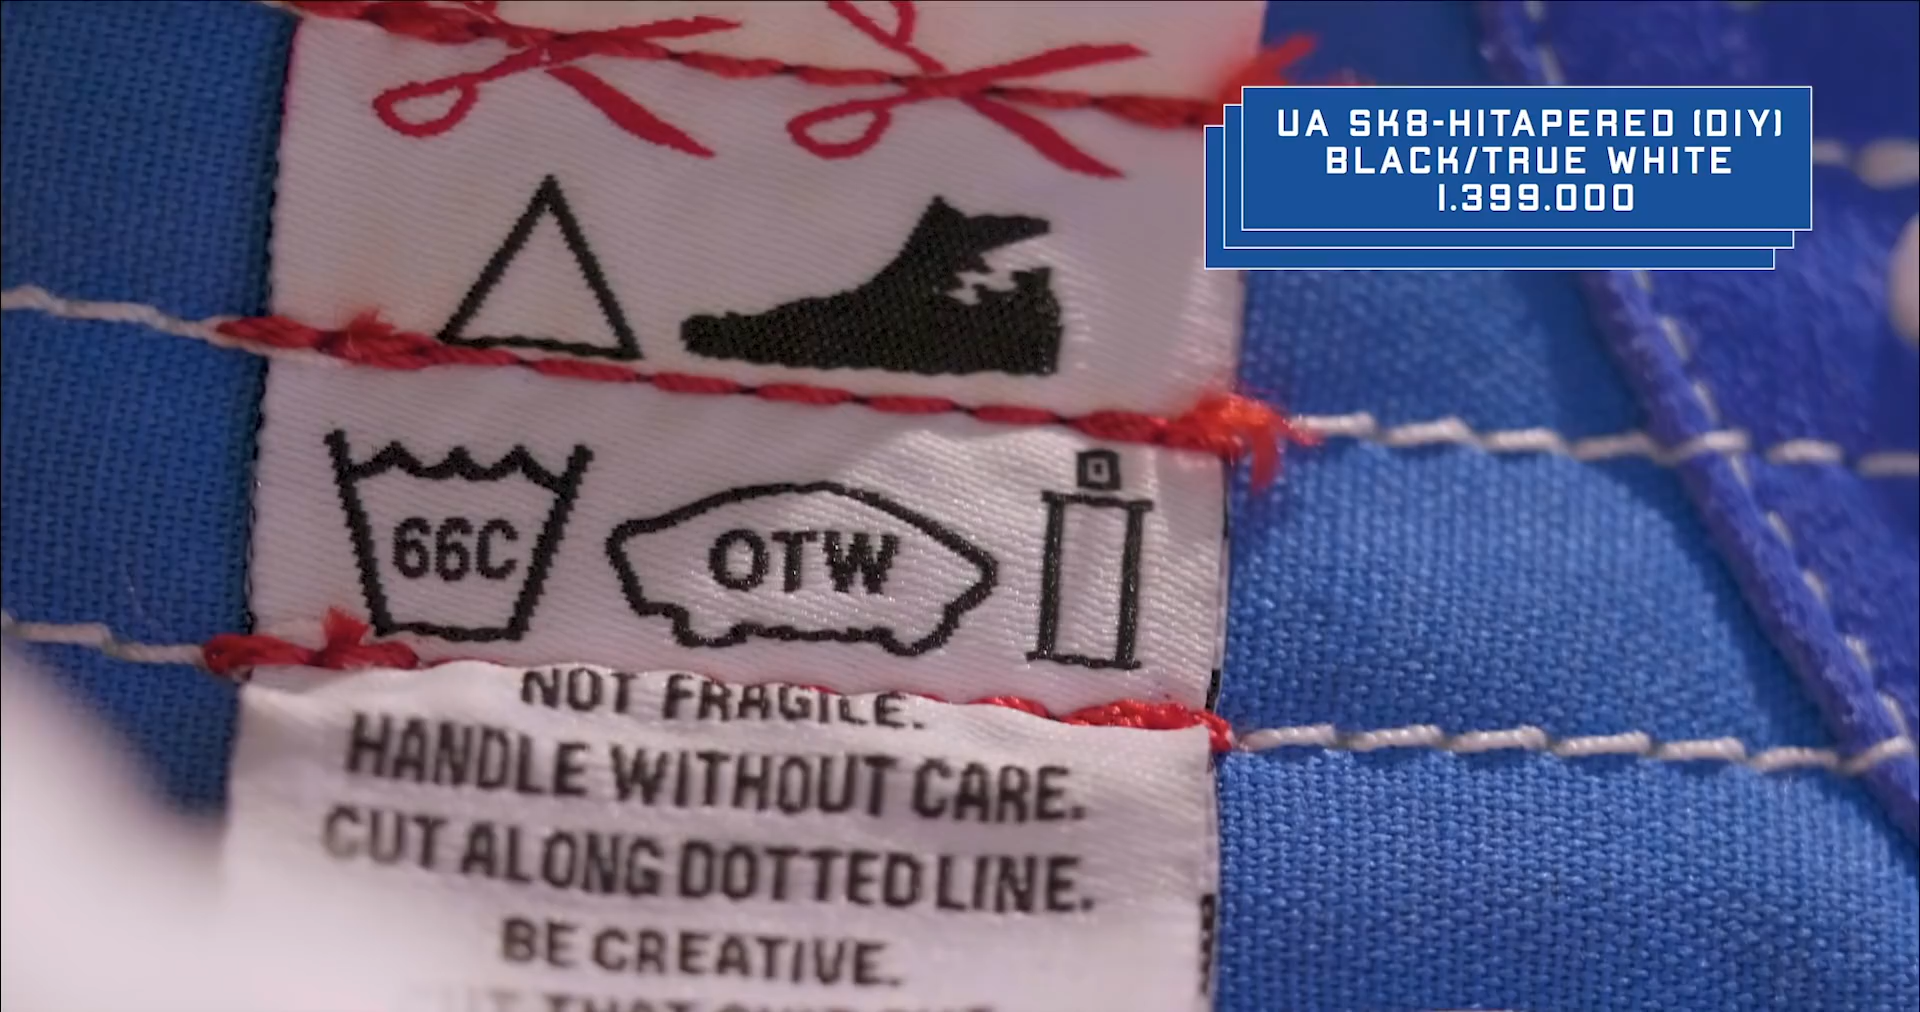 UA SK8-HITAPERED (DIY)
BLACK/TRUE WHITE
1.399.000
66C
OTW
NOT FRAGILE.
HANDLE WITHOUT CARE.
CUT ALONG DOTTED LINE.
BE CREATIVE.